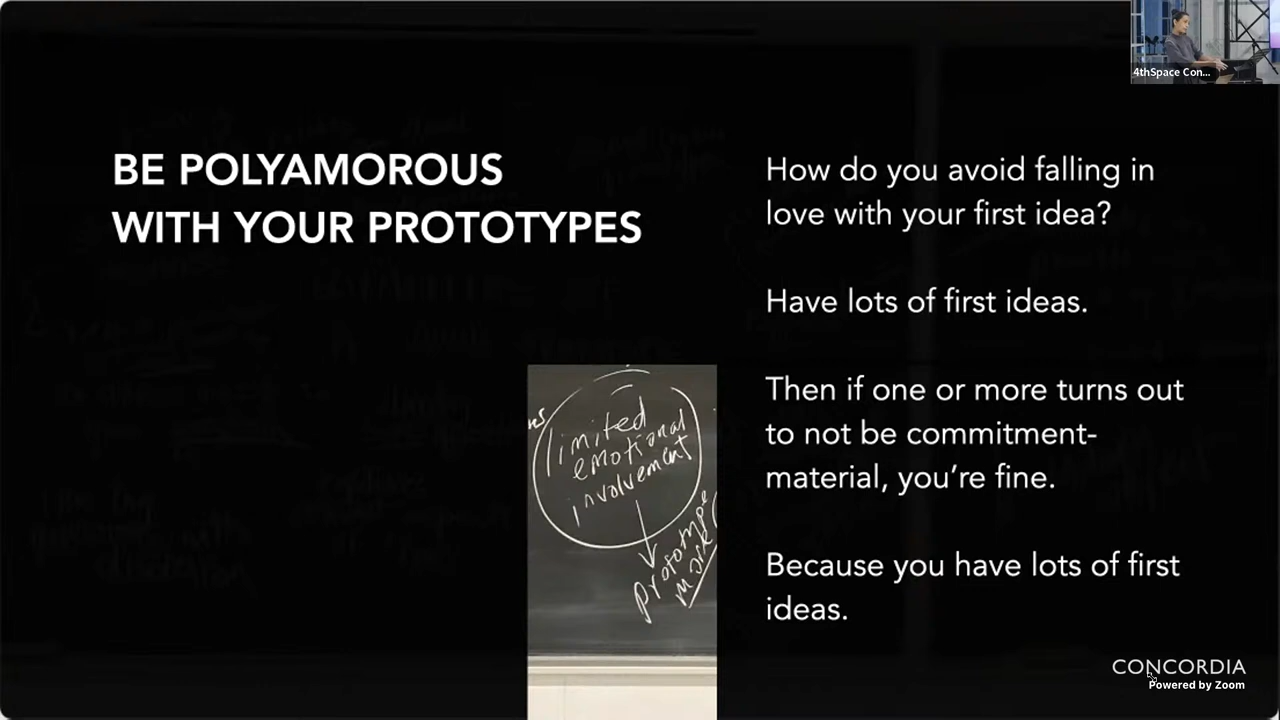 4thSpace Con...
BE POLYAMOROUS
WITH YOUR PROTOTYPES
How do you avoid falling in
love with your first idea?
Have lots of first ideas.
Then if one or more turns out
to not be commitment-
material, you're fine.
Because you have lots of first
ideas.
limited
emotional
involvement
prototype
CONCORDIA
Powered by Zoom